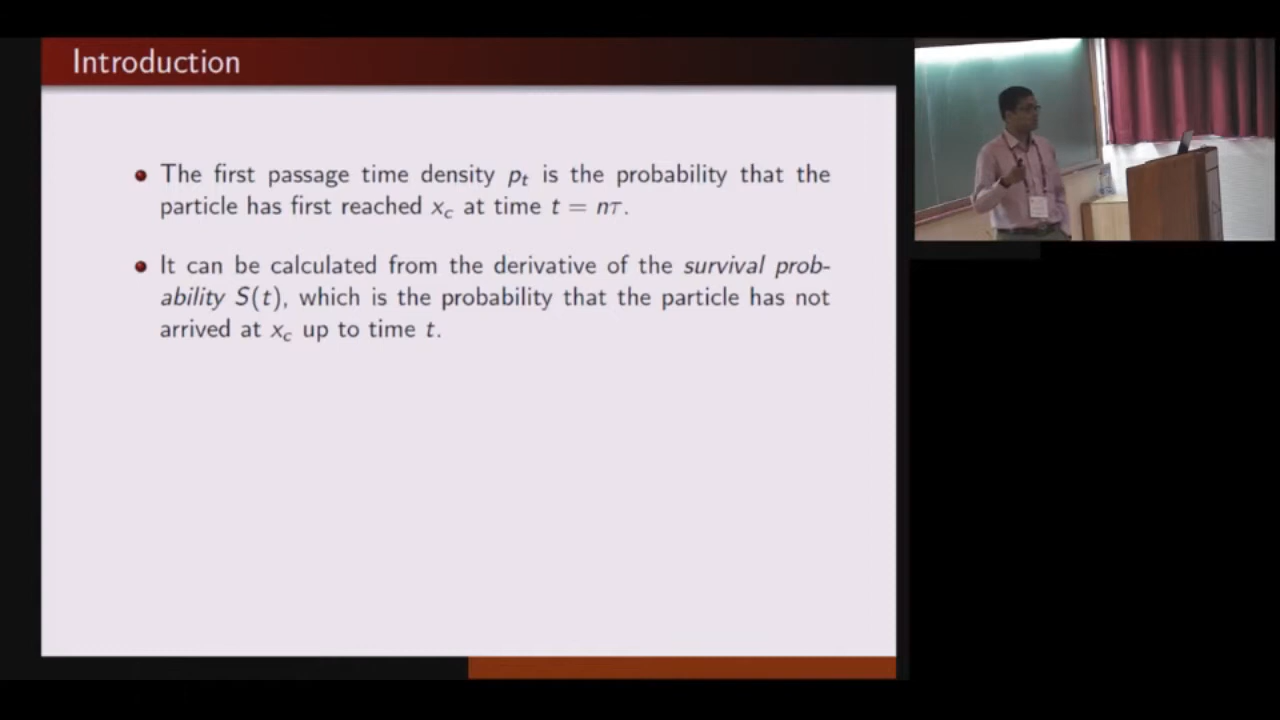 Introduction
The first passage time density pₜ is the probability that the
particle has first reached x_c at time t = nτ.
It can be calculated from the derivative of the survival prob-
ability S(t), which is the probability that the particle has not
arrived at x_c up to time t.